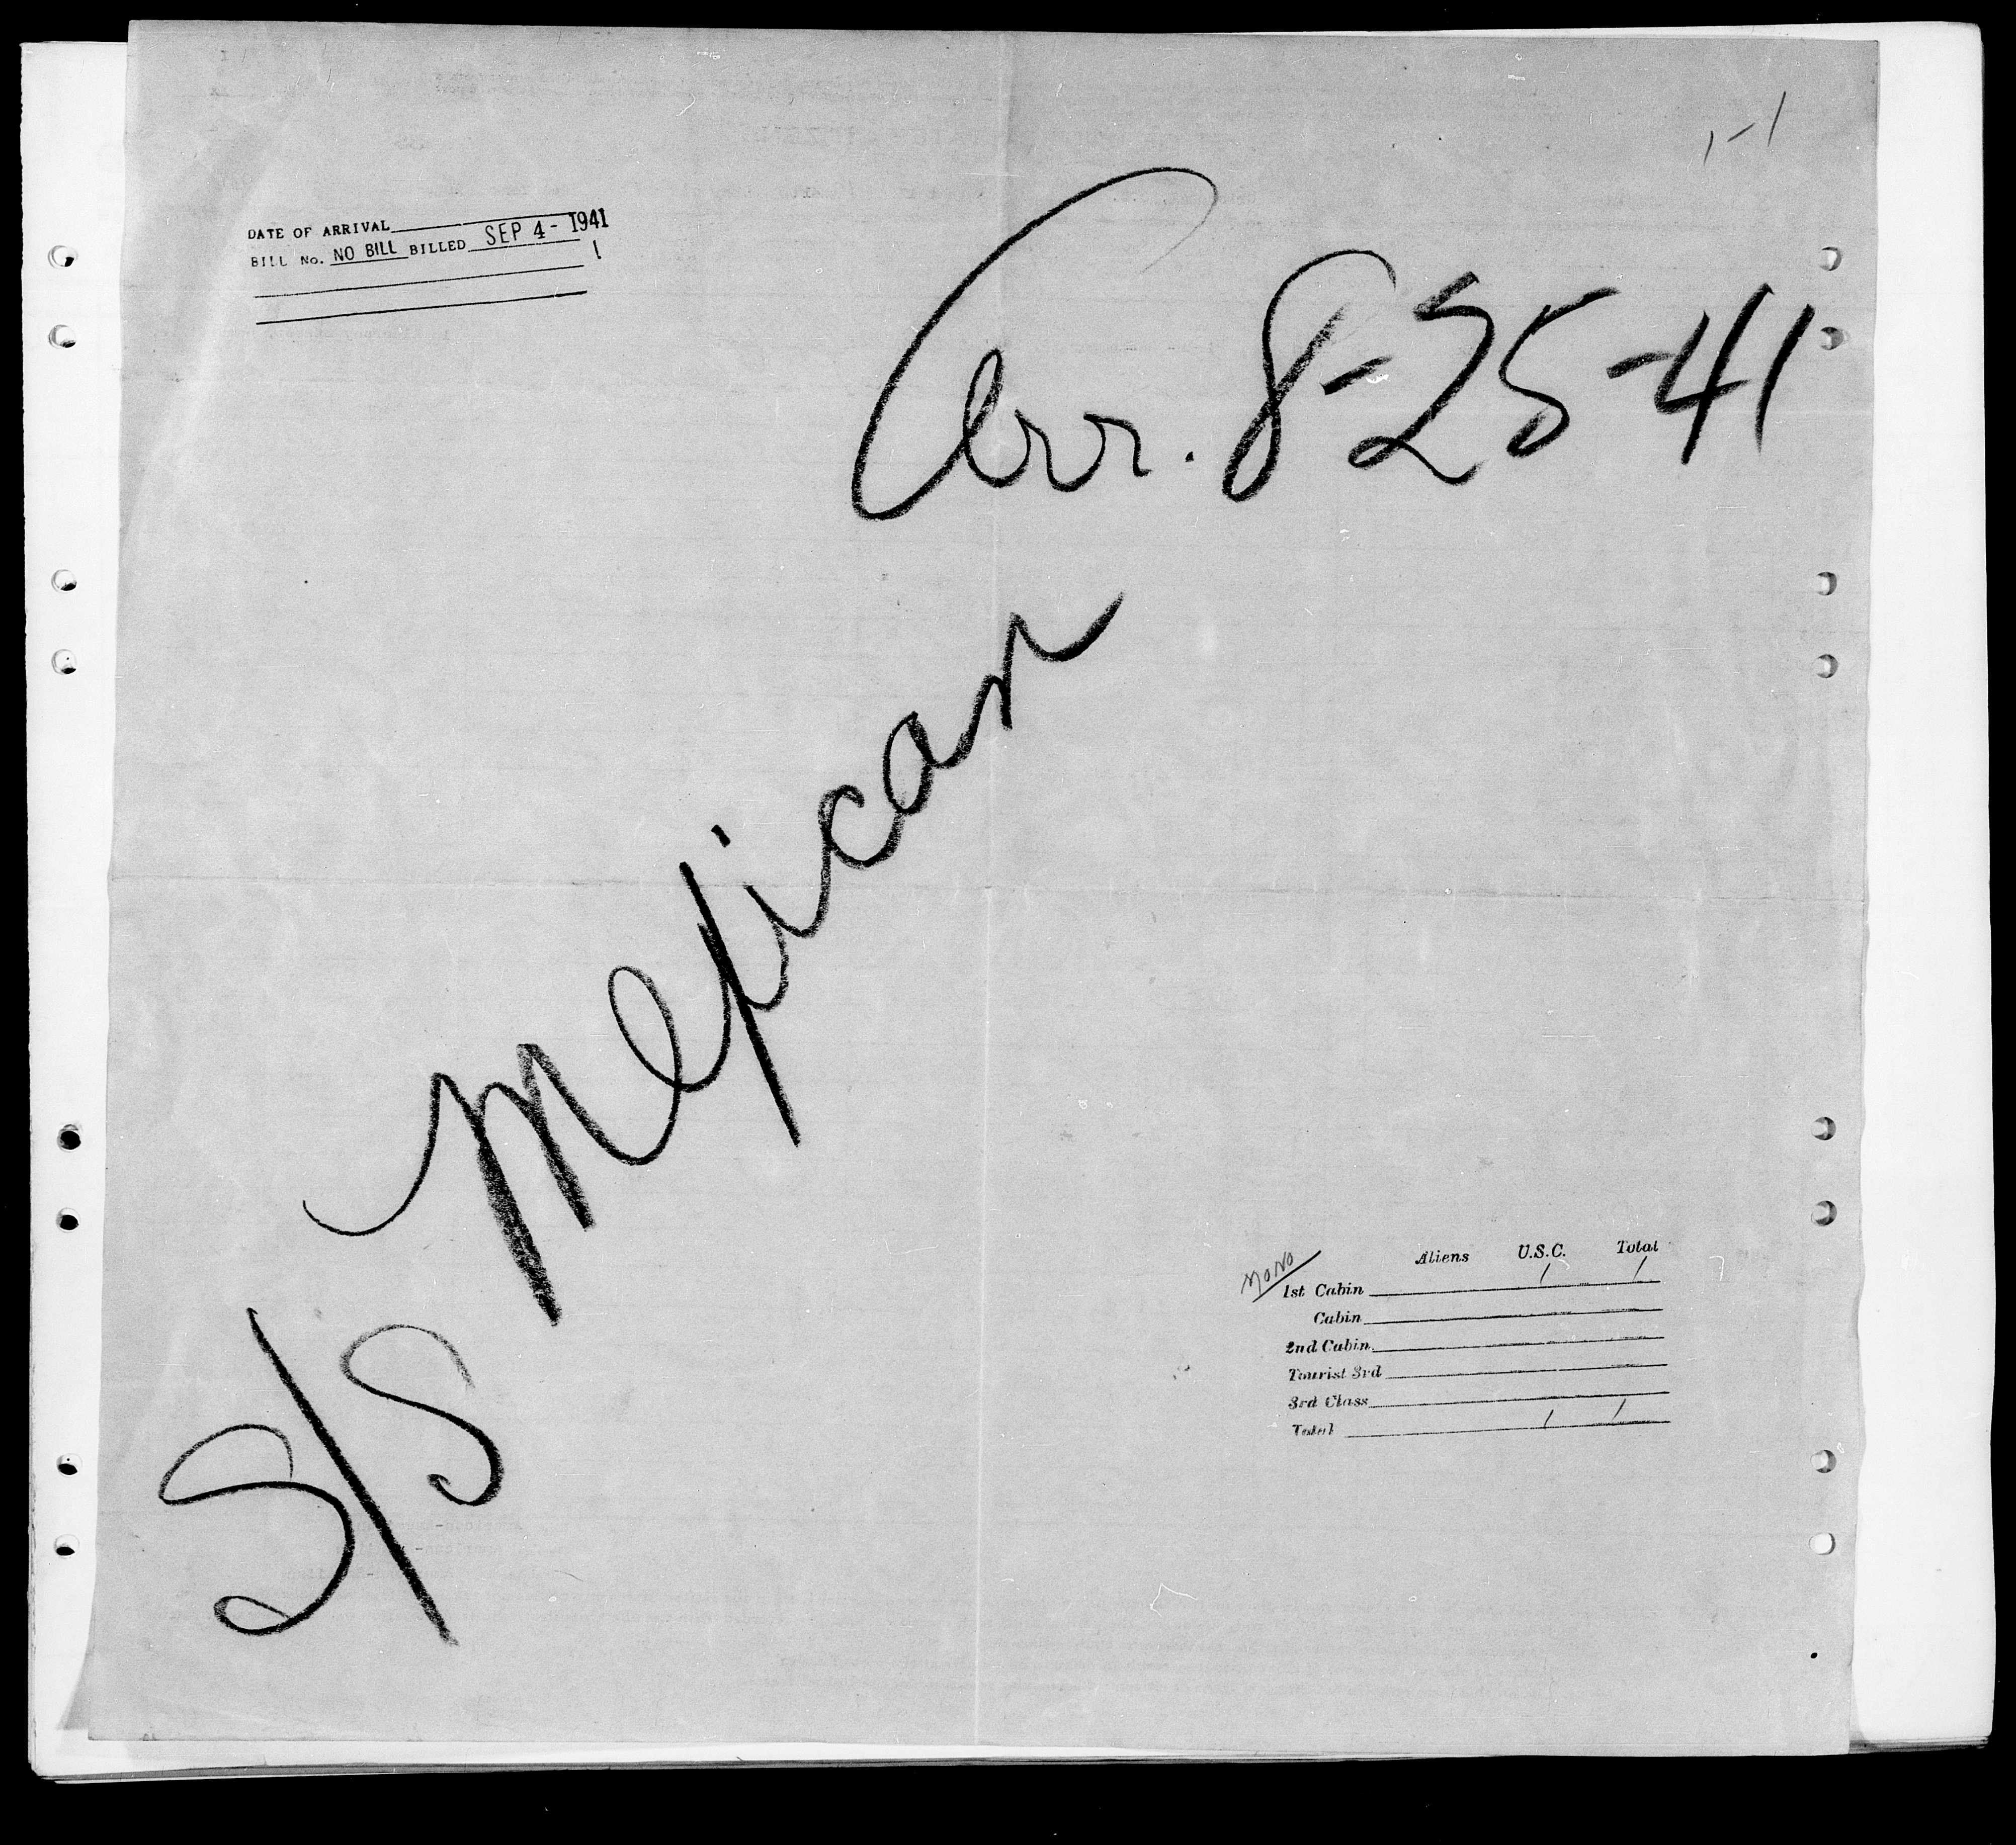 1-1
DATE OF ARRIVAL
BILL No. NO BILL BILLED SEP 4- 1941
1
Arr. 8-25-41
S/S Mexican
Aliens U.S.C. Total
1st Cabin 1 1
Cabin
2nd Cabin
Tourist 3rd
3rd Class
Total 1 1